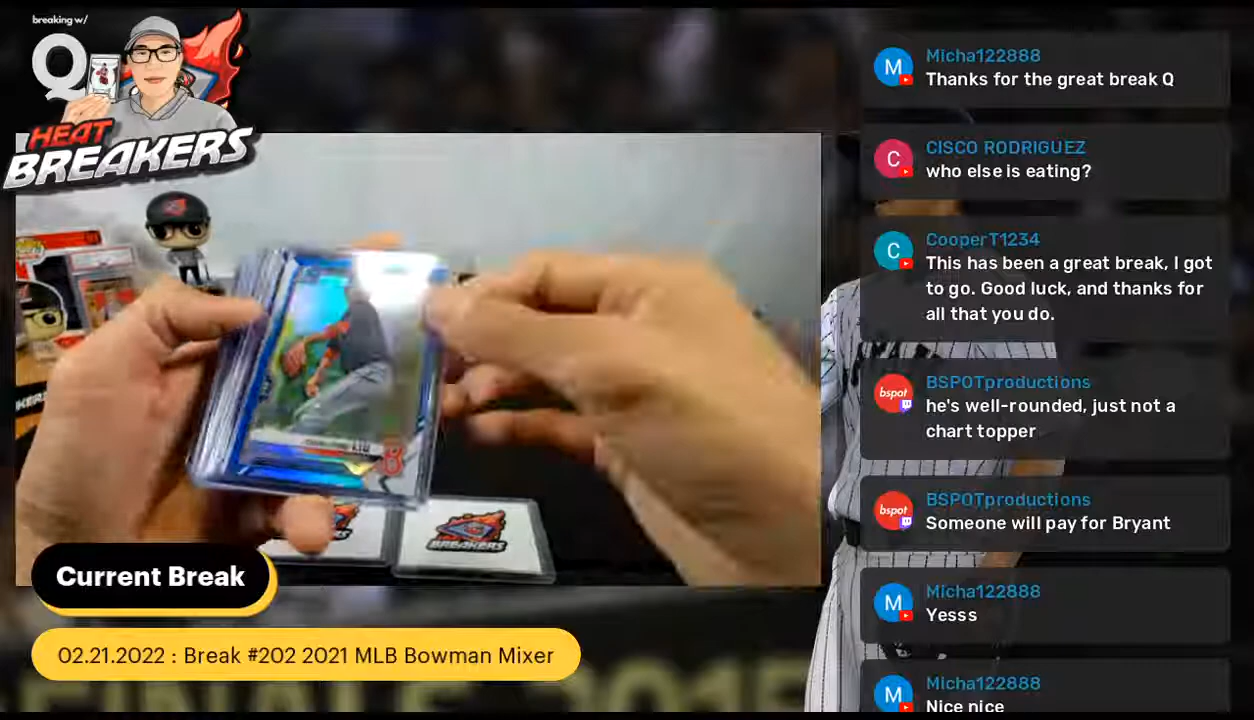 breaking w/
Q
HEAT
BREAKERS
Micha122888
Thanks for the great break Q
CISCO RODRIGUEZ
who else is eating?
CooperT1234
This has been a great break, I got
to go. Good luck, and thanks for
all that you do.
BSPOTproductions
he's well-rounded, just not a
chart topper
BSPOTproductions
Someone will pay for Bryant
Micha122888
Yesss
Micha122888
Nice nice
M
C
C
bspot
bspot
M
M
LIU
B
BREAKERS
Current Break
02.21.2022 : Break #202 2021 MLB Bowman Mixer